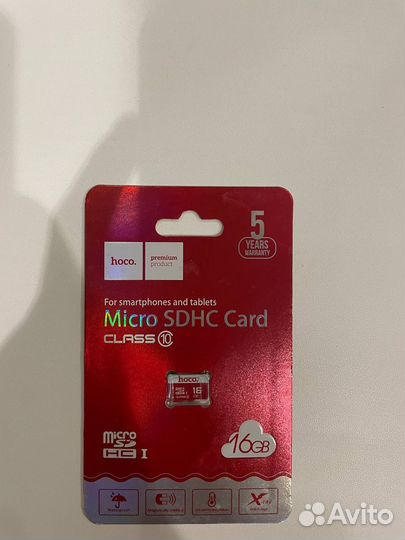 5
YEARS
WARRANTY
hoco. premium product
For smartphones and tablets
Micro SDHC Card
CLASS 10
hoco.
16
micro SD HC I
16GB
Waterproof
Avito